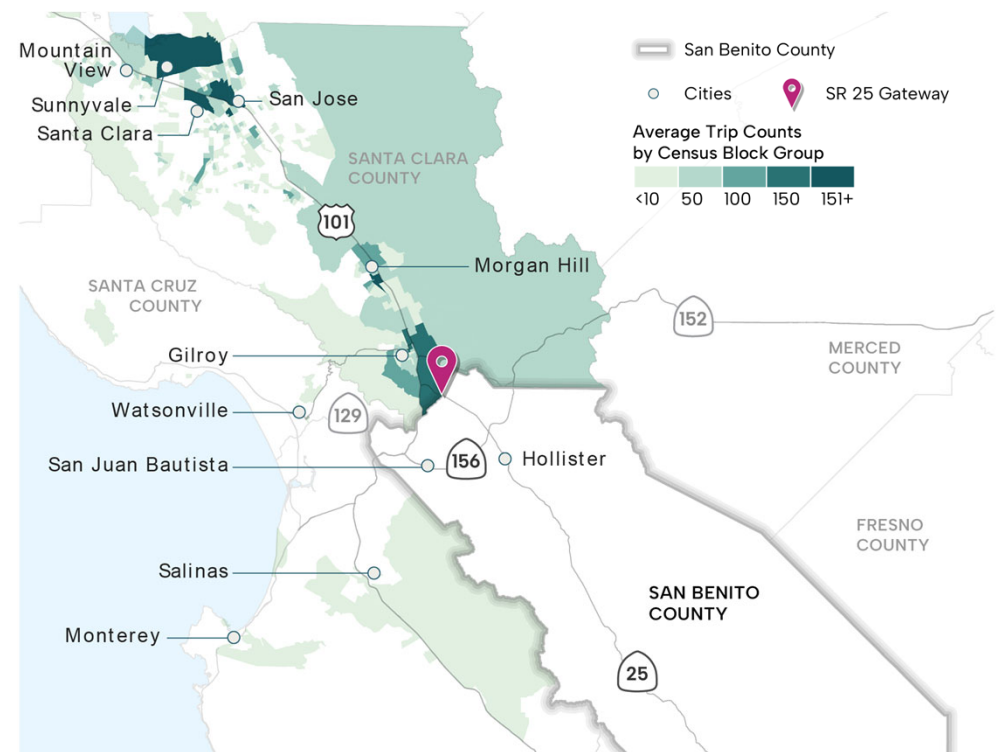 Mountain
View
Sunnyvale
Santa Clara
San Jose
San Benito County
Cities
SR 25 Gateway
Average Trip Counts
by Census Block Group
<10 50 100 150 151+
SANTA CLARA
COUNTY
101
Morgan Hill
SANTA CRUZ
COUNTY
152
Gilroy
MERCED
COUNTY
Watsonville
129
San Juan Bautista
156
Hollister
FRESNO
COUNTY
Salinas
SAN BENITO
COUNTY
Monterey
25